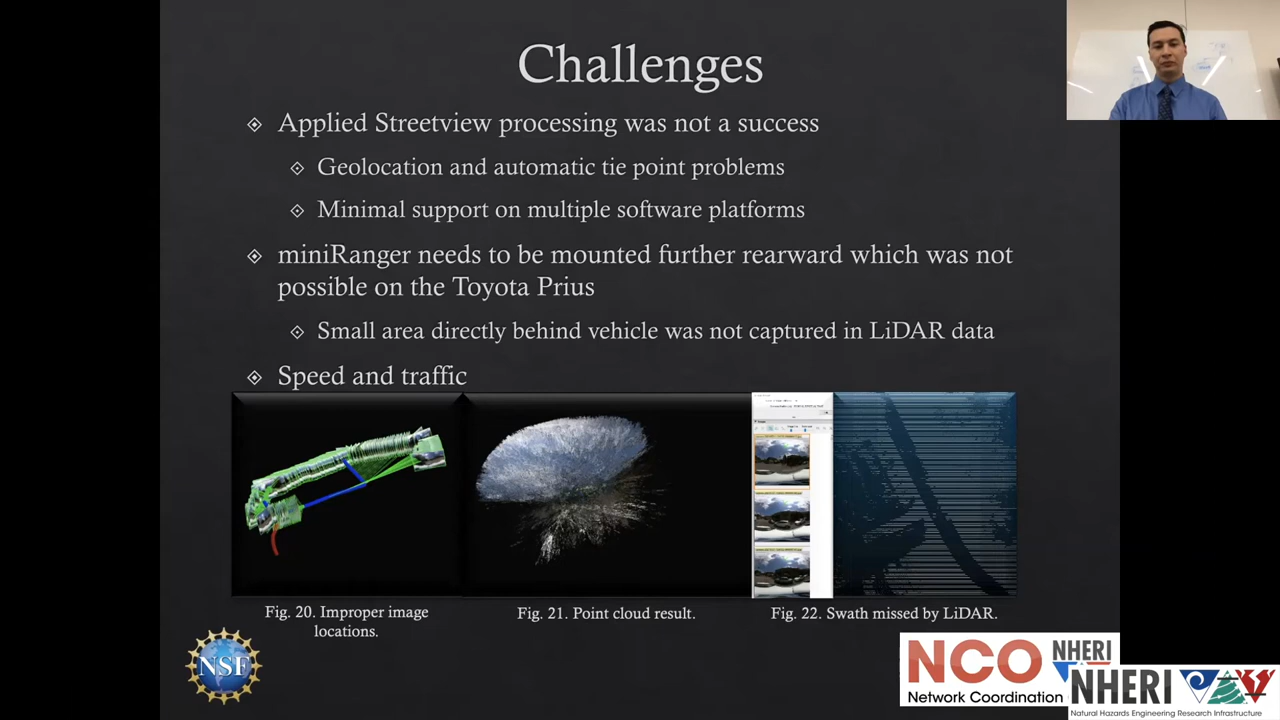 Challenges
Applied Streetview processing was not a success
Geolocation and automatic tie point problems
Minimal support on multiple software platforms
miniRanger needs to be mounted further rearward which was not
possible on the Toyota Prius
Small area directly behind vehicle was not captured in LiDAR data
Speed and traffic
Fig. 20. Improper image
locations.
Fig. 21. Point cloud result.
Fig. 22. Swath missed by LiDAR.
NSF
NCO NHERI
Network Coordination
NHERI
Natural Hazards Engineering Research Infrastructure